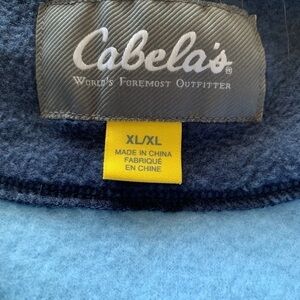 Cabela's®
WORLD'S FOREMOST OUTFITTER
XL/XL
MADE IN CHINA
FABRIQUÉ
EN CHINE